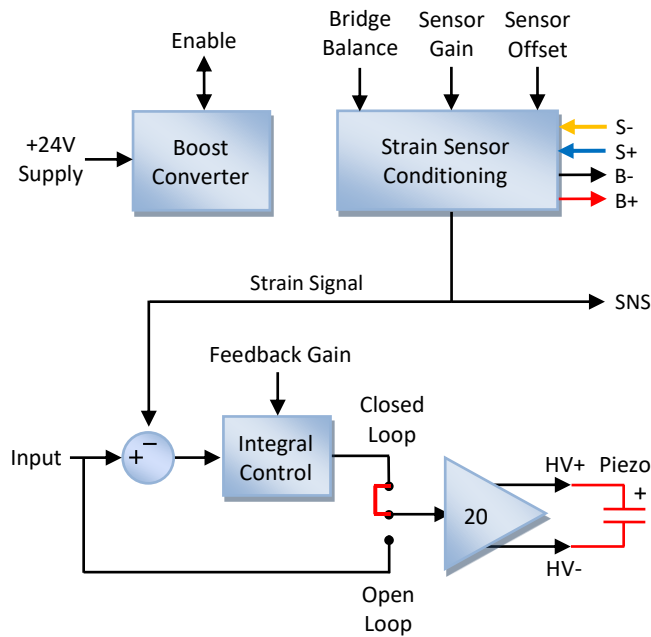 Enable
Bridge
Balance
Sensor
Gain
Sensor
Offset
+24V
Supply
Boost
Converter
Strain Sensor
Conditioning
S-
S+
B-
B+
Strain Signal
SNS
Feedback Gain
Input
+
−
Integral
Control
Closed
Loop
20
HV+
Piezo
+
HV-
Open
Loop